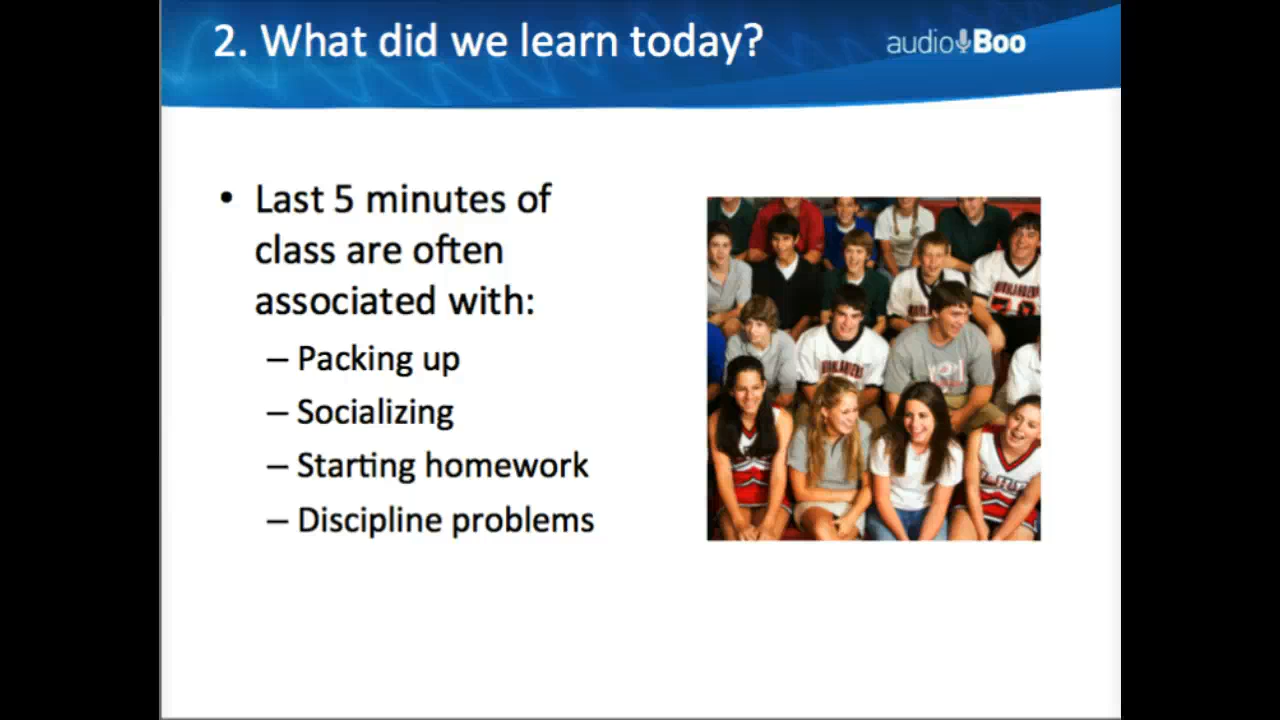 2. What did we learn today?
audioBoo
• Last 5 minutes of
class are often
associated with:
– Packing up
– Socializing
– Starting homework
– Discipline problems